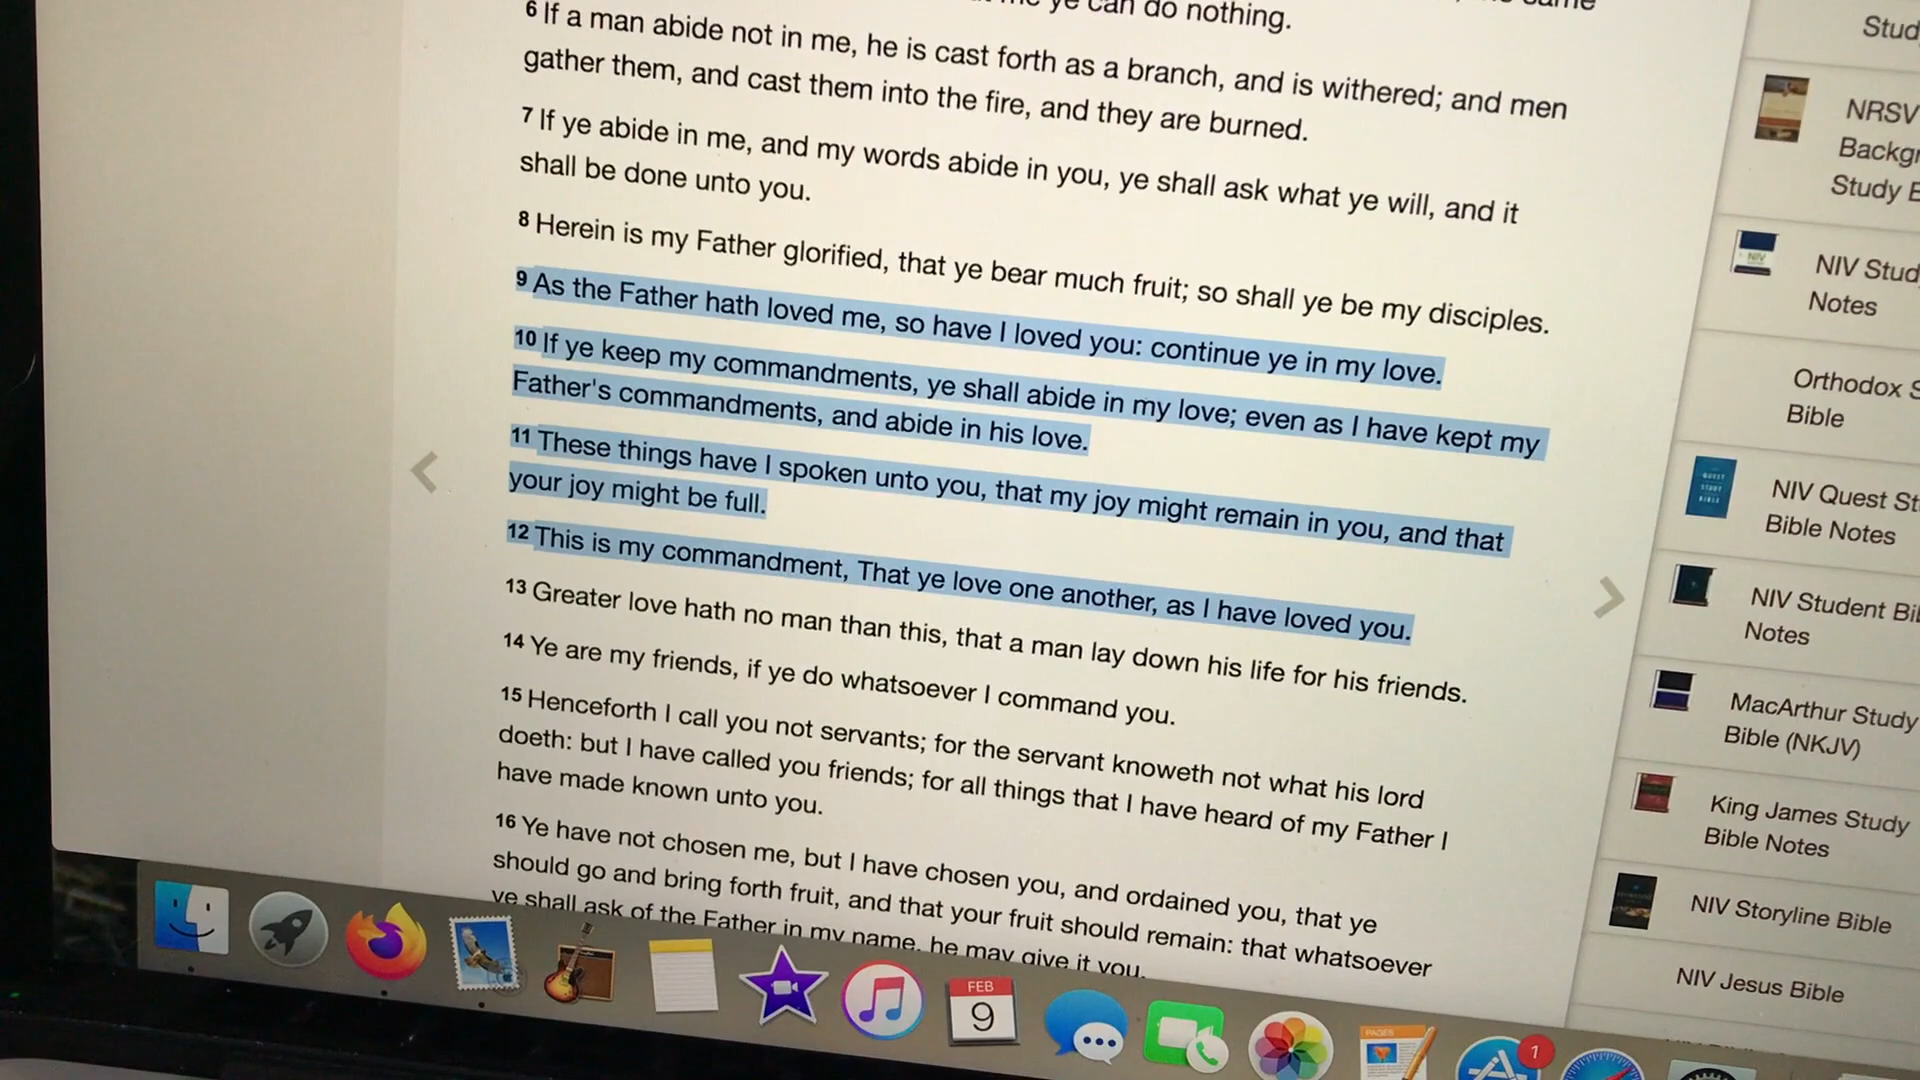 ye can do nothing.
6 If a man abide not in me, he is cast forth as a branch, and is withered; and men
gather them, and cast them into the fire, and they are burned.
7 If ye abide in me, and my words abide in you, ye shall ask what ye will, and it
shall be done unto you.
8 Herein is my Father glorified, that ye bear much fruit; so shall ye be my disciples.
9 As the Father hath loved me, so have I loved you: continue ye in my love.
10 If ye keep my commandments, ye shall abide in my love; even as I have kept my
Father's commandments, and abide in his love.
11 These things have I spoken unto you, that my joy might remain in you, and that
your joy might be full.
12 This is my commandment, That ye love one another, as I have loved you.
13 Greater love hath no man than this, that a man lay down his life for his friends.
14 Ye are my friends, if ye do whatsoever I command you.
15 Henceforth I call you not servants; for the servant knoweth not what his lord
doeth: but I have called you friends; for all things that I have heard of my Father I
have made known unto you.
16 Ye have not chosen me, but I have chosen you, and ordained you, that ye
should go and bring forth fruit, and that your fruit should remain: that whatsoever
ye shall ask of the Father in my name, he may give it you.
Stud
NRSV
Backgr
Study B
NIV Stud
Notes
Orthodox S
Bible
NIV Quest St
Bible Notes
QUEST
STUDY
BIBLE
NIV Student Bi
Notes
MacArthur Study
Bible (NKJV)
King James Study
Bible Notes
NIV Storyline Bible
NIV Jesus Bible
FEB
9
PAGES
1